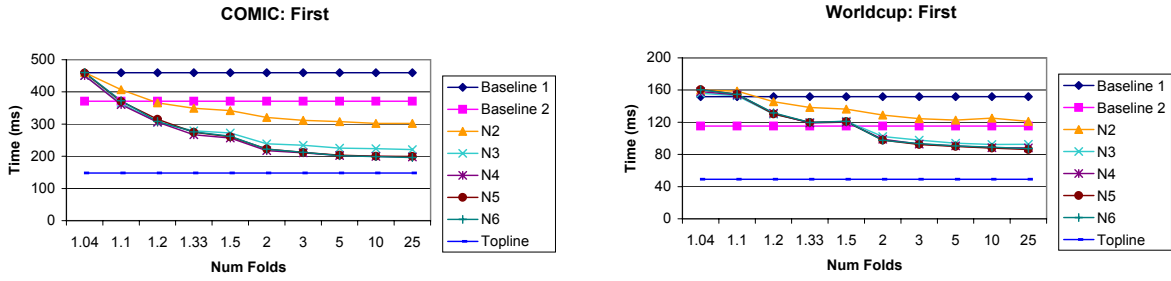 COMIC: First
500
400
300
200
100
0
Time (ms)
1.04 1.1 1.2 1.33 1.5 2 3 5 10 25
Num Folds
Baseline 1
Baseline 2
N2
N3
N4
N5
N6
Topline
Worldcup: First
200
160
120
80
40
0
Time (ms)
1.04 1.1 1.2 1.33 1.5 2 3 5 10 25
Num Folds
Baseline 1
Baseline 2
N2
N3
N4
N5
N6
Topline